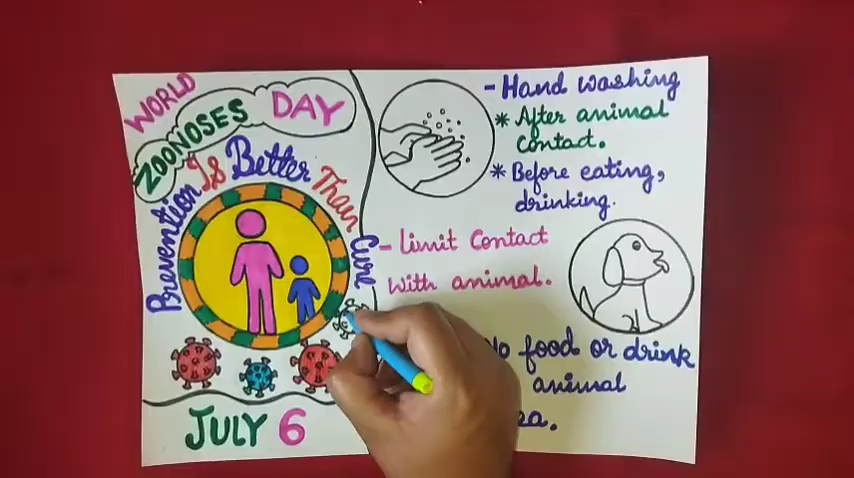 WORLD
ZOONOSES DAY
Prevention Is Better Than Cure
JULY 6
- Hand washing
* After animal
Contact.
* Before eating,
drinking.
- Limit Contact
With animal.
food or drink
animal